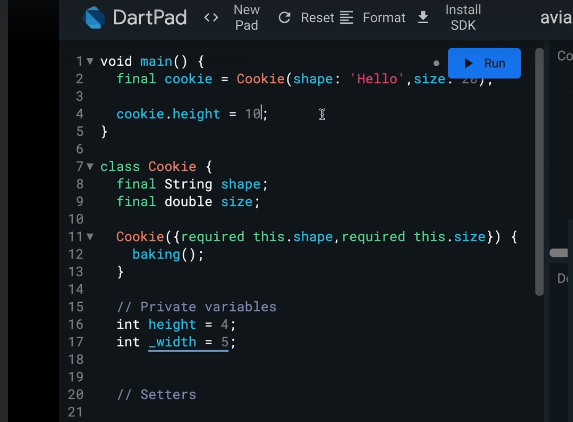 DartPad <> New Pad Reset Format Install SDK avia
Run Co
1 void main() {
2 final cookie = Cookie(shape: 'Hello',size: 20);
3
4 cookie.height = 10;
5 }
6
7 class Cookie {
8 final String shape;
9 final double size;
10
11 Cookie({required this.shape,required this.size}) {
12 baking();
13 }
14
15 // Private variables
16 int height = 4;
17 int _width = 5;
18
19
20 // Setters
21